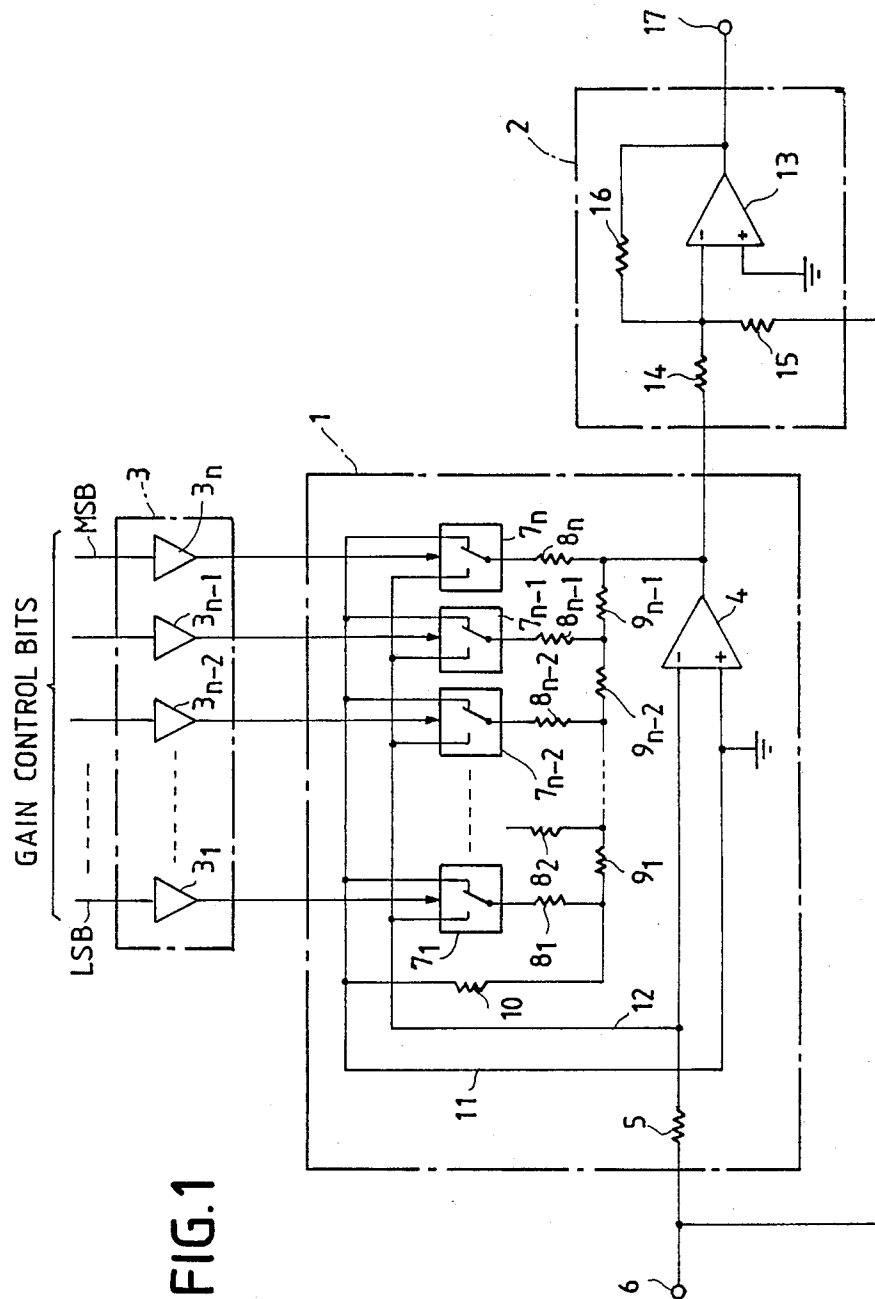 FIG.1
GAIN CONTROL BITS
LSB
MSB
3
3₁
3ₙ₋₂
3ₙ₋₁
3ₙ
1
7₁
7ₙ₋₂
7ₙ₋₁
7ₙ
8₁
8₂
8ₙ₋₂
8ₙ₋₁
8ₙ
9₁
9ₙ₋₂
9ₙ₋₁
10
11
12
4
- +
5
6
2
16
13
- +
14
15
17